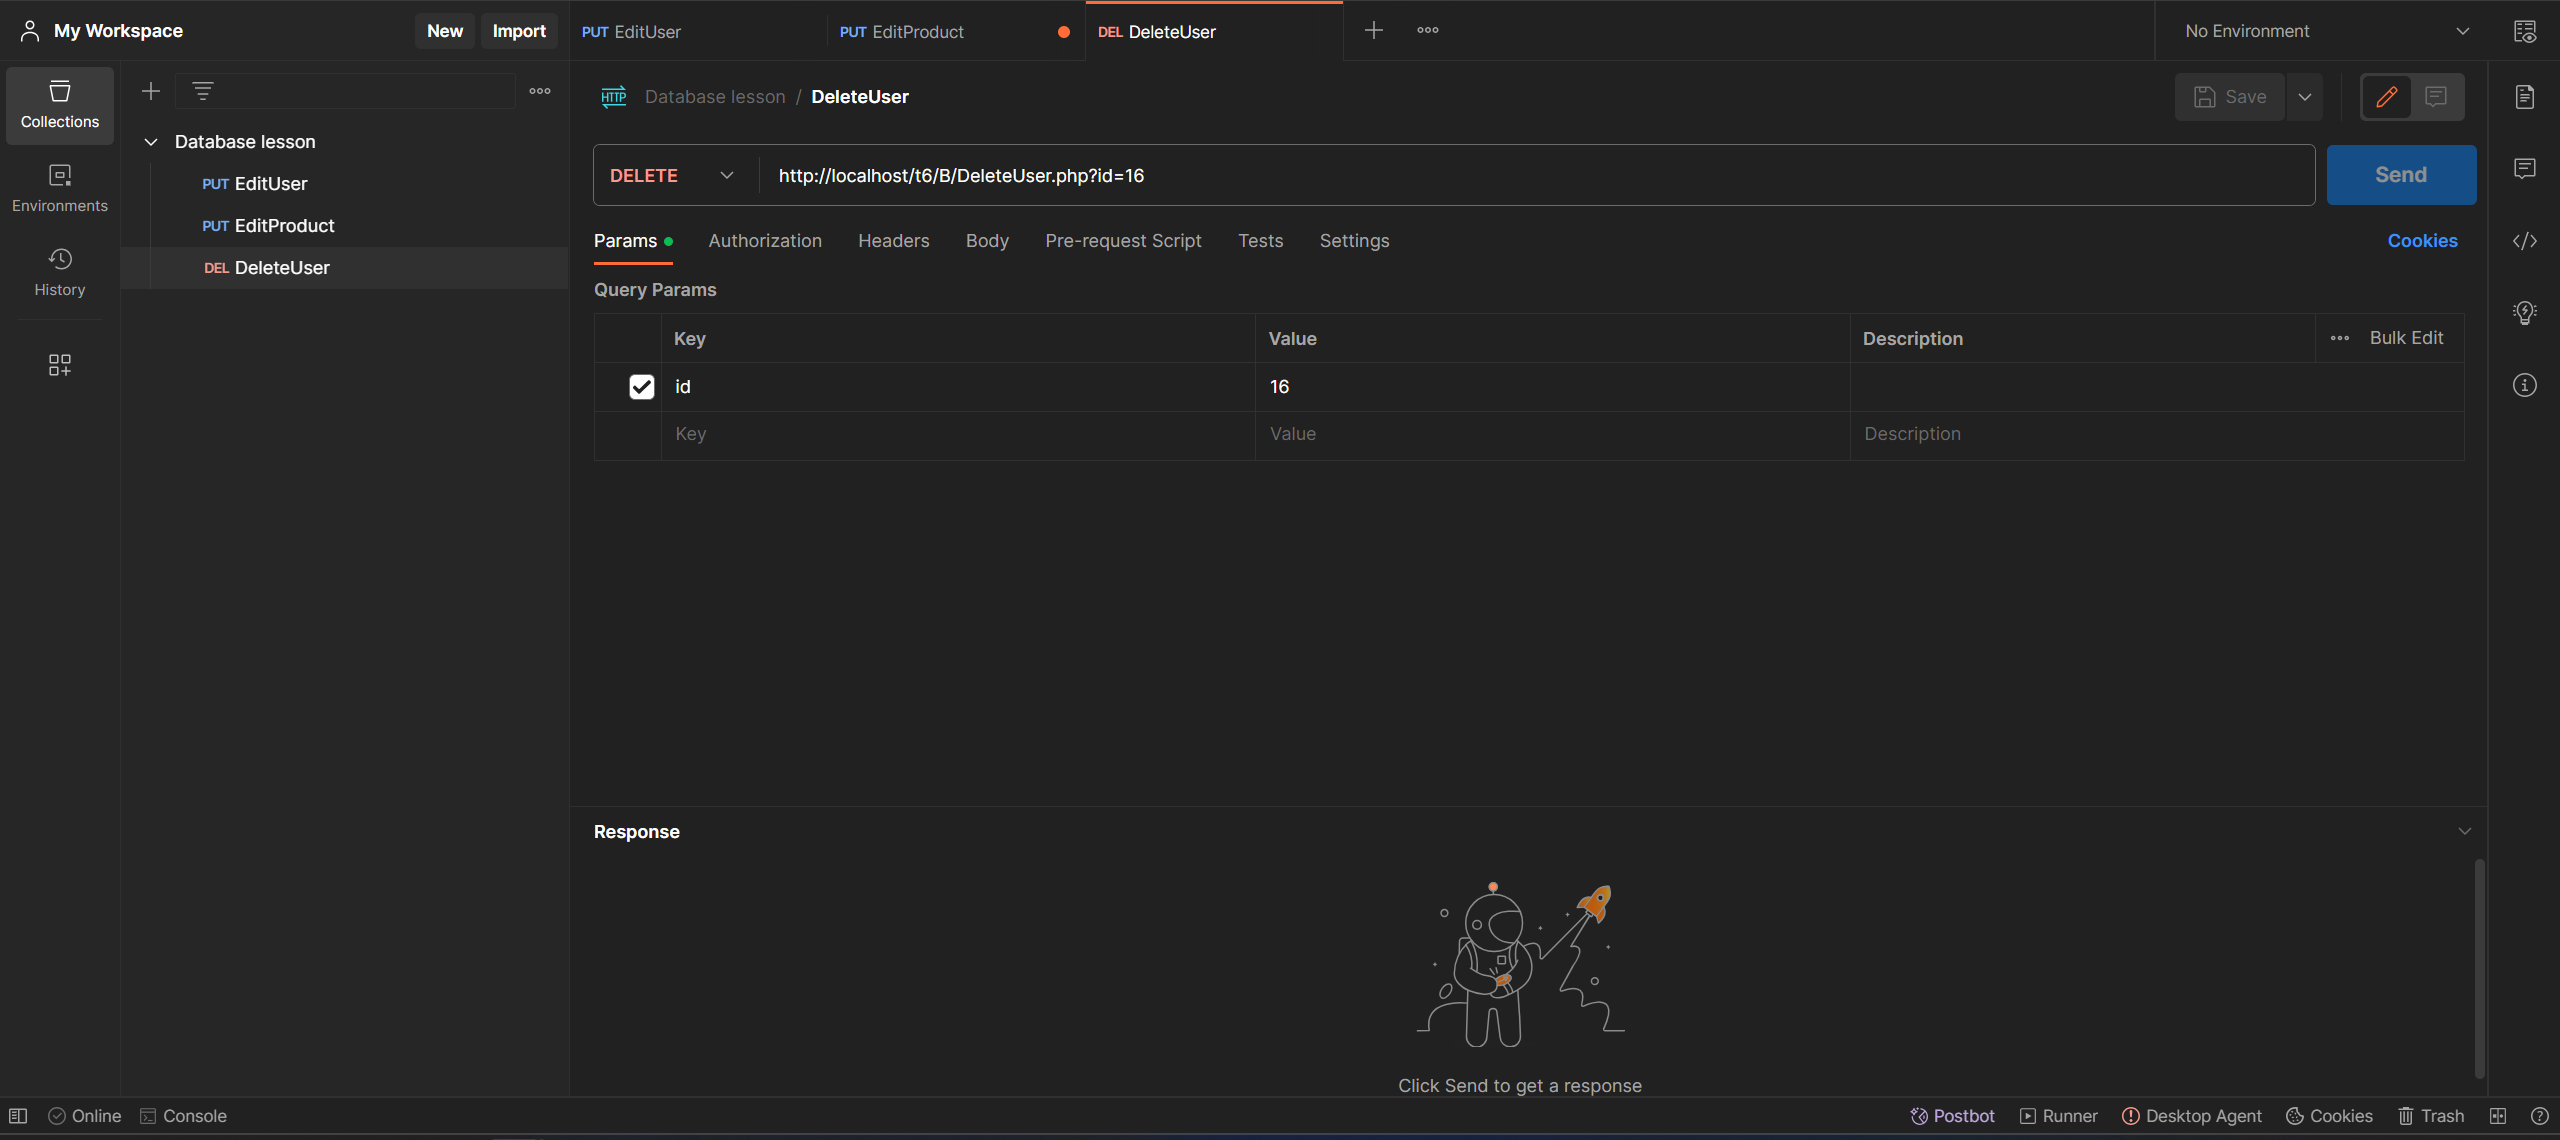 My Workspace
New
Import
PUT EditUser
PUT EditProduct
DEL DeleteUser
No Environment
Collections
Environments
History
Database lesson
PUT EditUser
PUT EditProduct
DEL DeleteUser
HTTP
Database lesson / DeleteUser
Save
DELETE
http://localhost/t6/B/DeleteUser.php?id=16
Send
Params
Authorization
Headers
Body
Pre-request Script
Tests
Settings
Cookies
Query Params
Key
Value
Description
Bulk Edit
id
16
Key
Value
Description
Response
Click Send to get a response
Online
Console
Postbot
Runner
Desktop Agent
Cookies
Trash